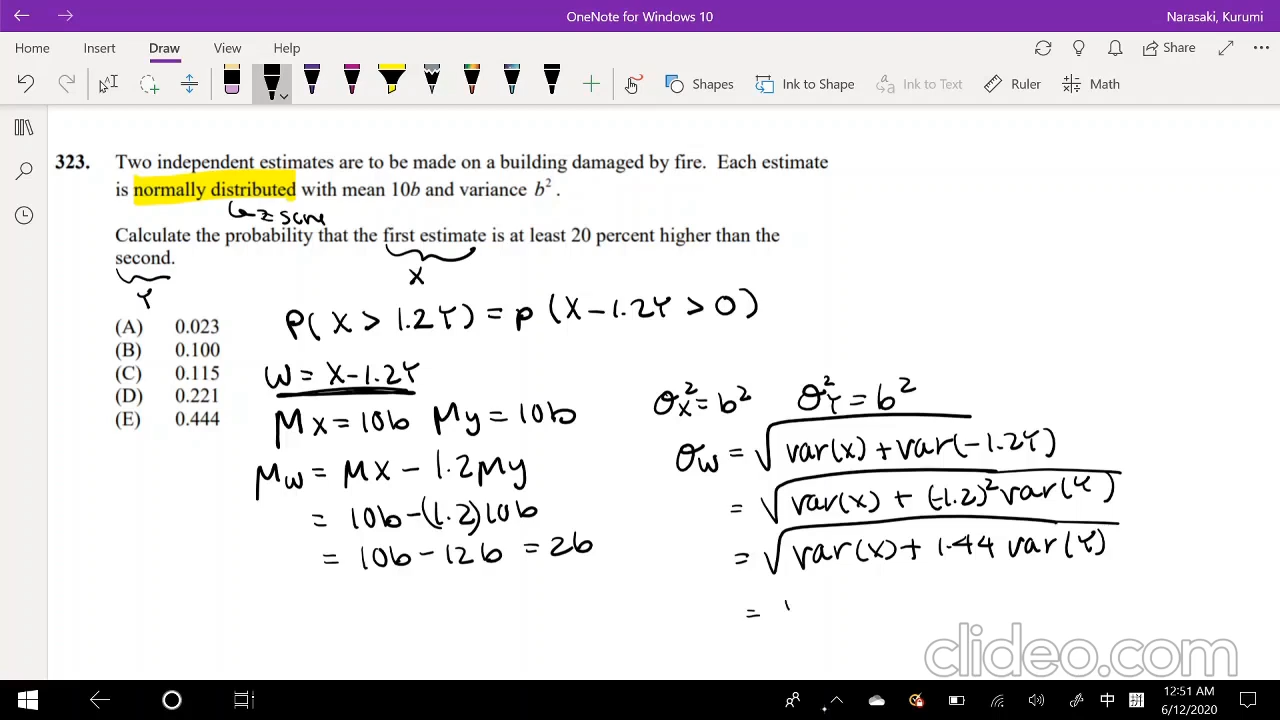 OneNote for Windows 10
Narasaki, Kurumi
Home Insert Draw View Help Share
Shapes Ink to Shape Ink to Text Ruler Math
323. Two independent estimates are to be made on a building damaged by fire. Each estimate
is normally distributed with mean 10b and variance b².
↳ z score
Calculate the probability that the first estimate is at least 20 percent higher than the
second.
X
Y
P(X > 1.2Y) = P(X-1.2Y > 0)
(A) 0.023
(B) 0.100
(C) 0.115
(D) 0.221
(E) 0.444
W = X-1.2Y
μx = 10b μy = 10b
μw = μx - 1.2μy
= 10b-(1.2)10b
= 10b-12b = 2b
σ²x = b² σ²Y = b²
σw = √var(x)+var(-1.2Y)
= √var(x) + (-1.2)² var(Y)
= √var(x)+ 1.44 var(Y)
=
clideo.com
中
拼
12:51 AM
6/12/2020